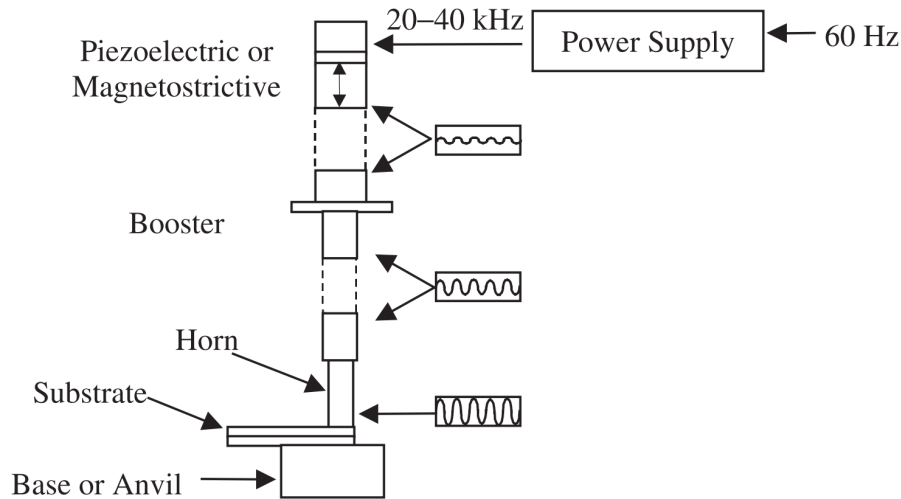 20–40 kHz
Power Supply
60 Hz
Piezoelectric or
Magnetostrictive
Booster
Horn
Substrate
Base or Anvil